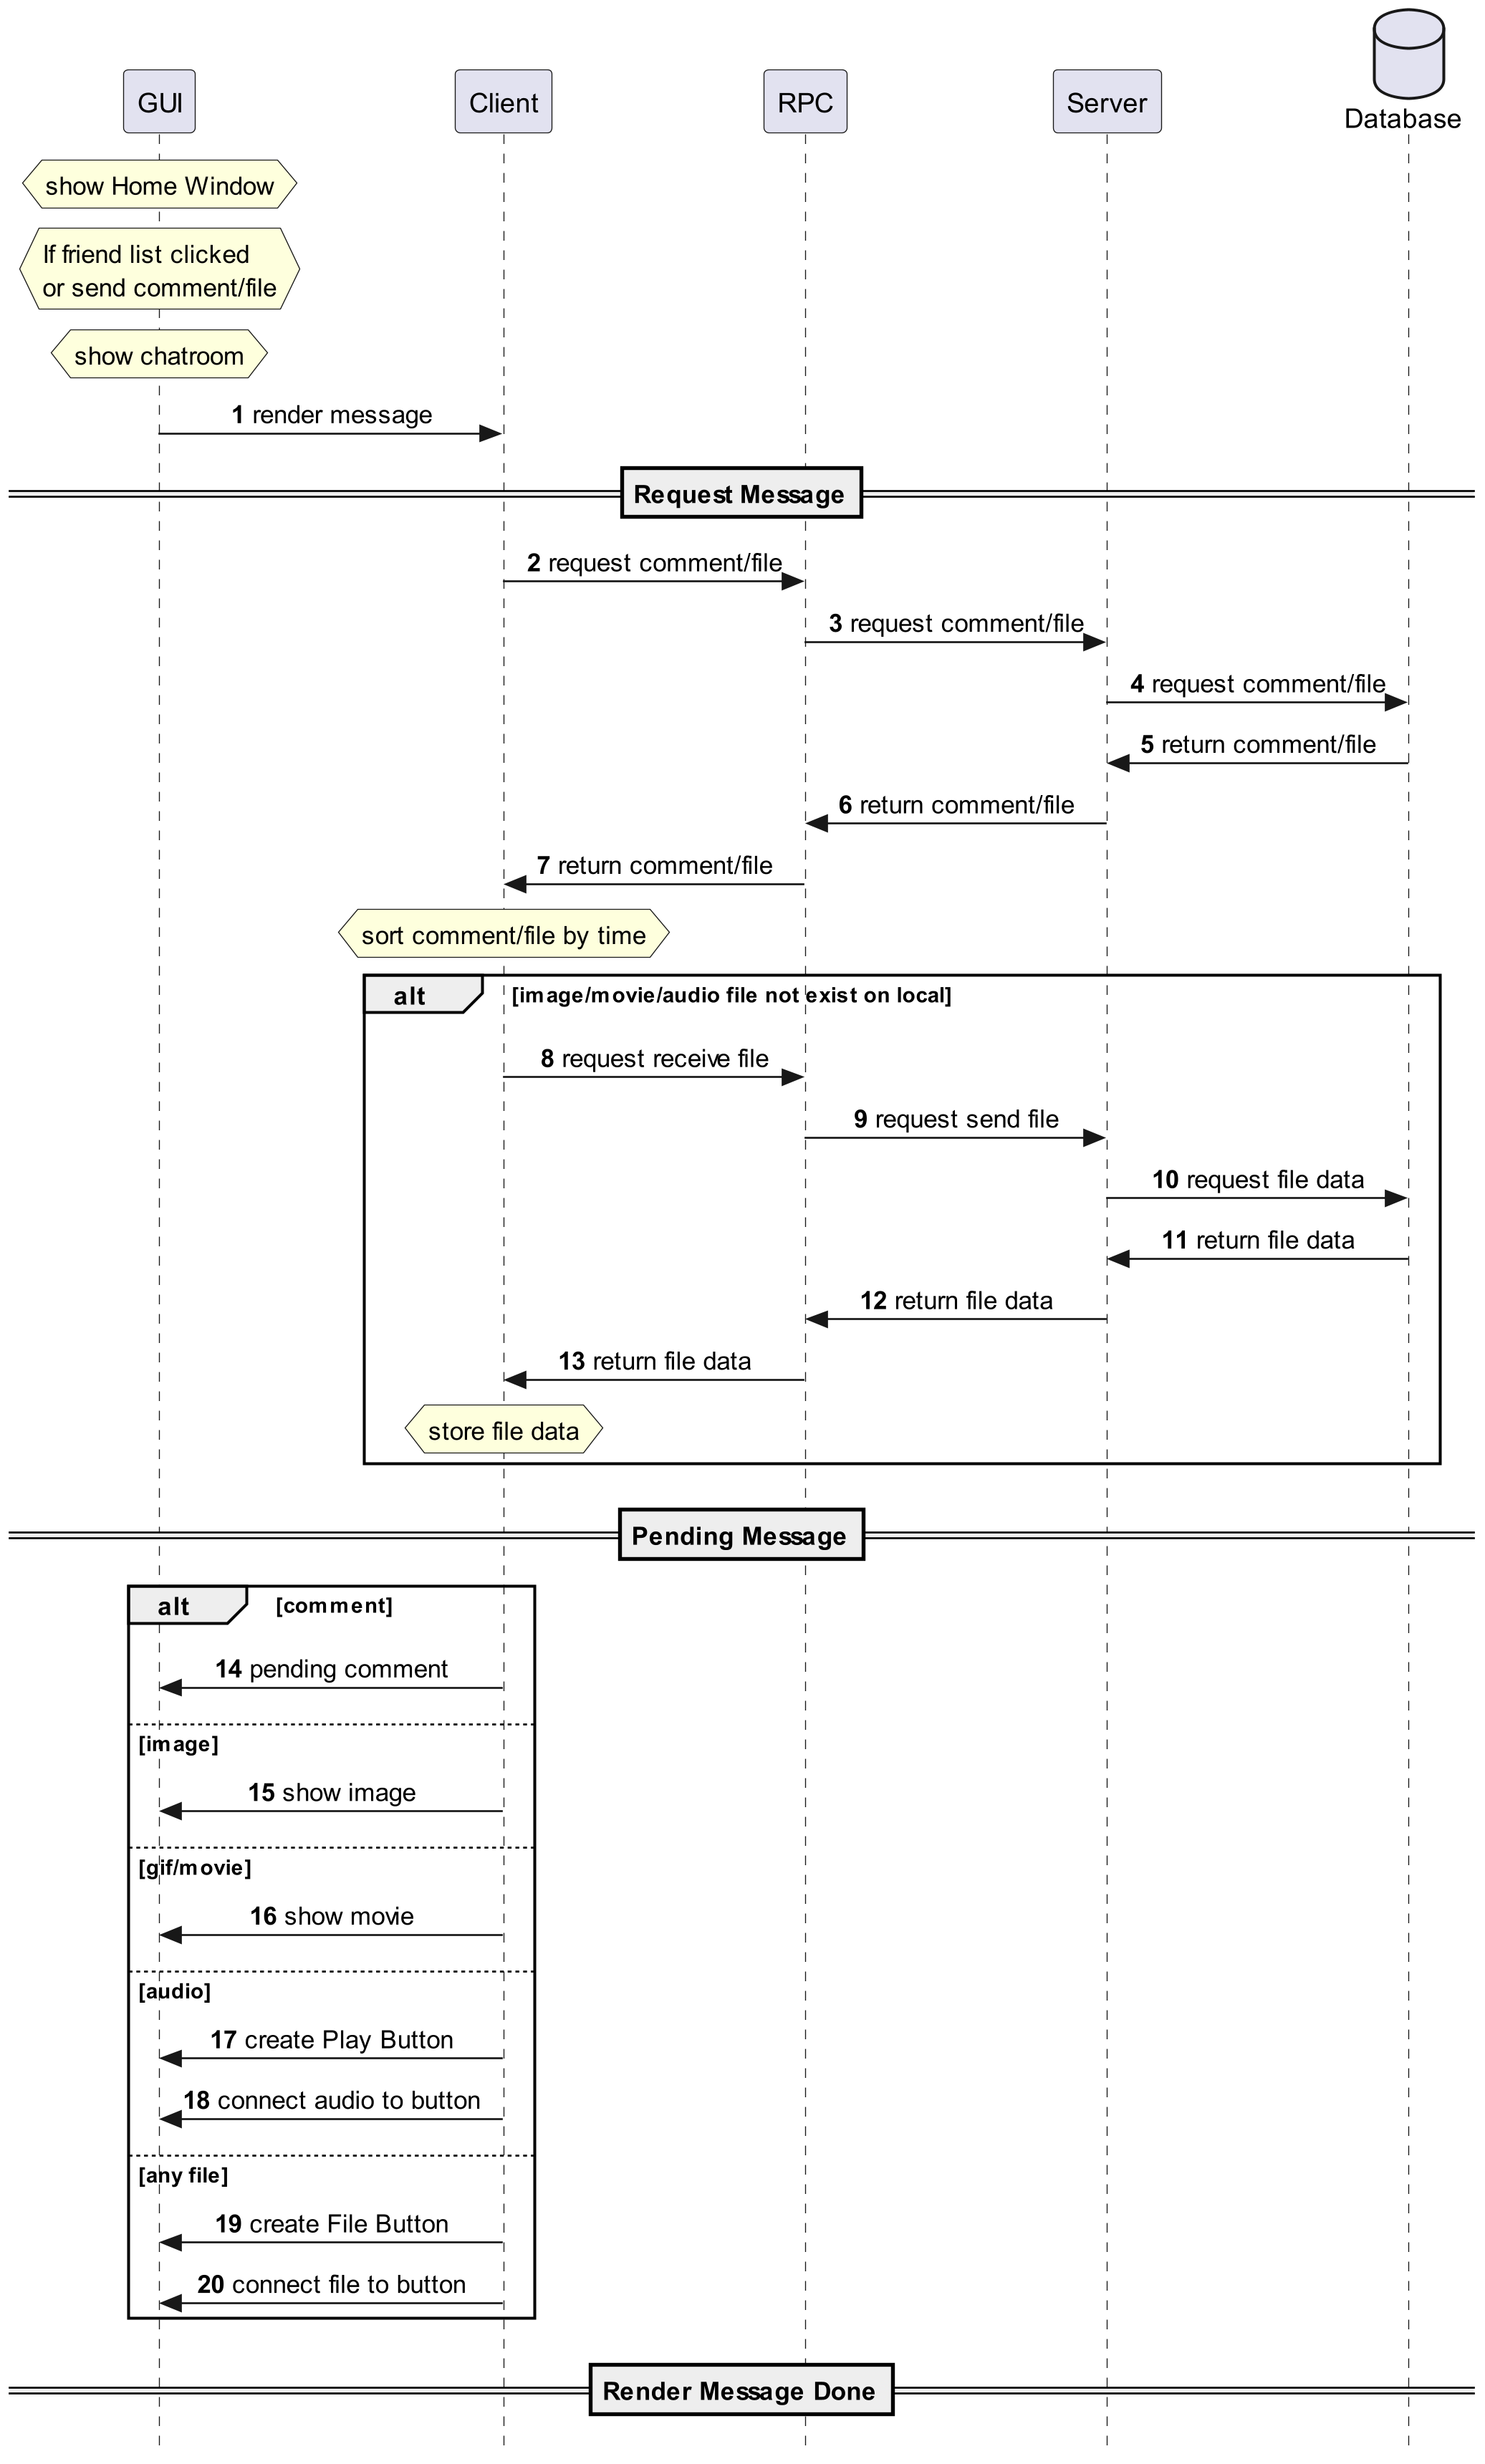 GUI
Client
RPC
Server
Database
show Home Window
If friend list clicked
or send comment/file
show chatroom
1 render message
Request Message
2 request comment/file
3 request comment/file
4 request comment/file
5 return comment/file
6 return comment/file
7 return comment/file
sort comment/file by time
alt
[image/movie/audio file not exist on local]
8 request receive file
9 request send file
10 request file data
11 return file data
12 return file data
13 return file data
store file data
Pending Message
alt
[comment]
14 pending comment
[image]
15 show image
[gif/movie]
16 show movie
[audio]
17 create Play Button
18 connect audio to button
[any file]
19 create File Button
20 connect file to button
Render Message Done